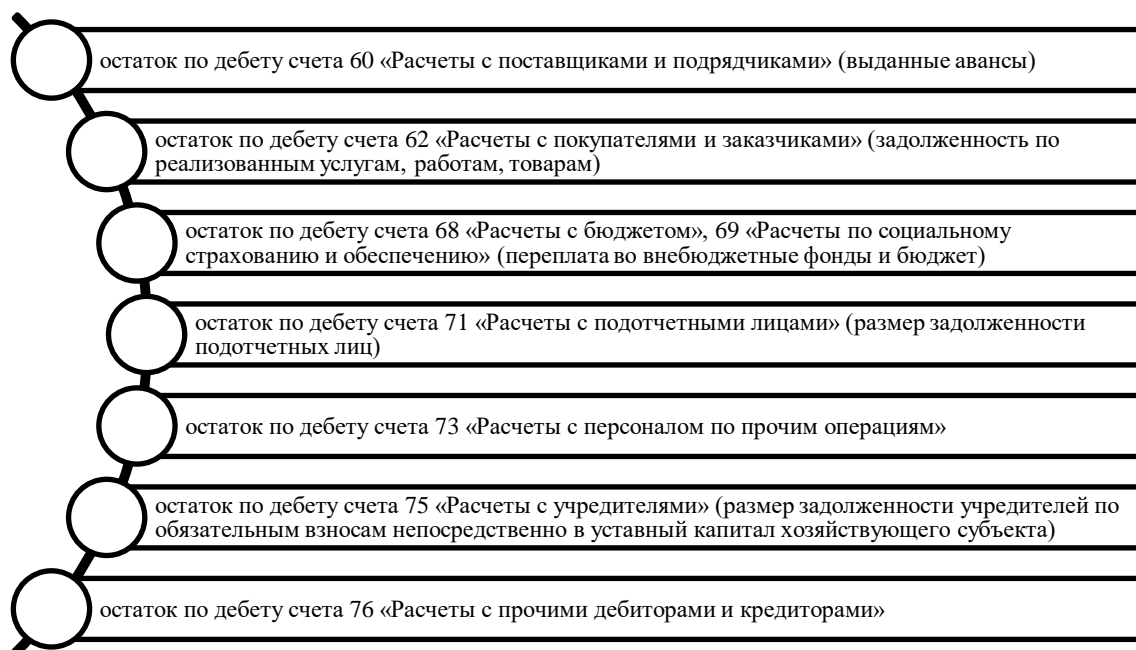 остаток по дебету счета 60 «Расчеты с поставщиками и подрядчиками» (выданные авансы)
остаток по дебету счета 62 «Расчеты с покупателями и заказчиками» (задолженность по
реализованным услугам, работам, товарам)
остаток по дебету счета 68 «Расчеты с бюджетом», 69 «Расчеты по социальному
страхованию и обеспечению» (переплата во внебюджетные фонды и бюджет)
остаток по дебету счета 71 «Расчеты с подотчетными лицами» (размер задолженности
подотчетных лиц)
остаток по дебету счета 73 «Расчеты с персоналом по прочим операциям»
остаток по дебету счета 75 «Расчеты с учредителями» (размер задолженности учредителей по
обязательным взносам непосредственно в уставный капитал хозяйствующего субъекта)
остаток по дебету счета 76 «Расчеты с прочими дебиторами и кредиторами»